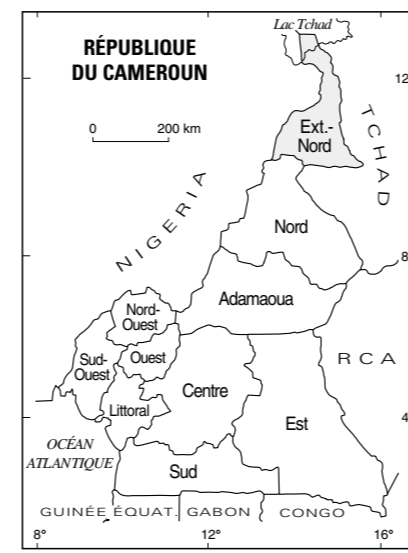 Lac Tchad
RÉPUBLIQUE
DU CAMEROUN
12
0 200 km
Ext.-
Nord
TCHAD
NIGERIA
Nord
8
Adamaoua
Nord-
Ouest
Sud-
Ouest
Ouest
RCA
Centre
Littoral
4
Est
OCÉAN
ATLANTIQUE
Sud
GUINÉE ÉQUAT. GABON CONGO
8° 12° 16°